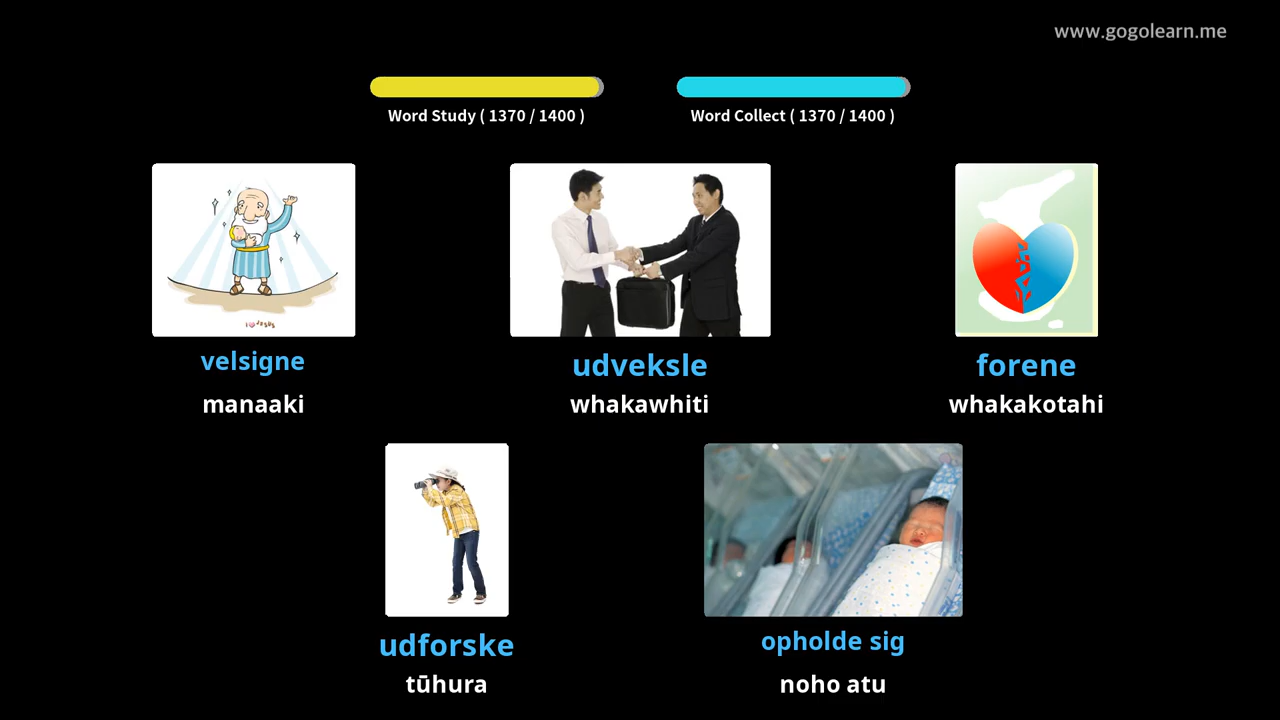 www.gogolearn.me
Word Study ( 1370 / 1400 )
Word Collect ( 1370 / 1400 )
I ♥ JESUS
velsigne
manaaki
udveksle
whakawhiti
forene
whakakotahi
udforske
tūhura
opholde sig
noho atu